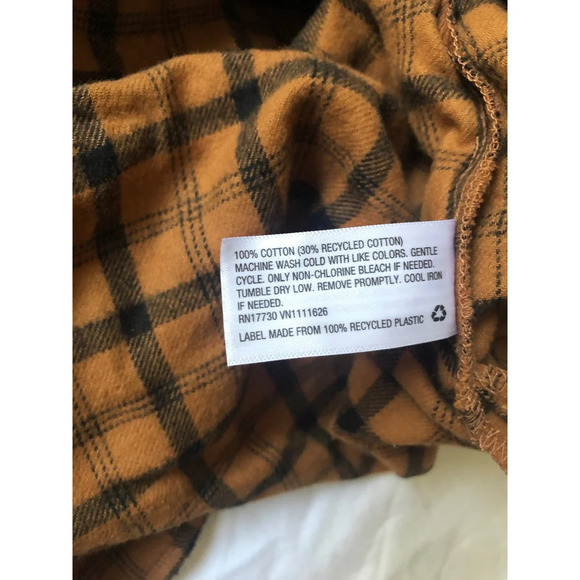 100% COTTON (30% RECYCLED COTTON)
MACHINE WASH COLD WITH LIKE COLORS. GENTLE
CYCLE. ONLY NON-CHLORINE BLEACH IF NEEDED.
TUMBLE DRY LOW. REMOVE PROMPTLY. COOL IRON
IF NEEDED.
RN17730 VN1111626
LABEL MADE FROM 100% RECYCLED PLASTIC